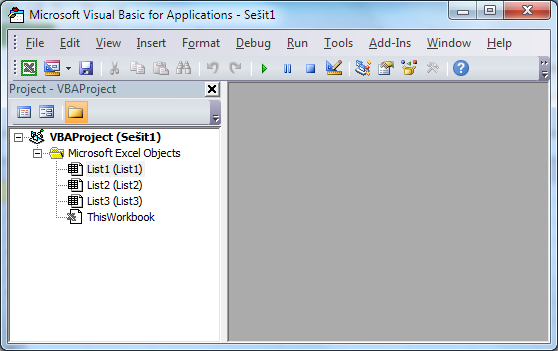 Microsoft Visual Basic for Applications - Sešit1
File Edit View Insert Format Debug Run Tools Add-Ins Window Help
Project - VBAProject
VBAProject (Sešit1)
Microsoft Excel Objects
List1 (List1)
List2 (List2)
List3 (List3)
ThisWorkbook